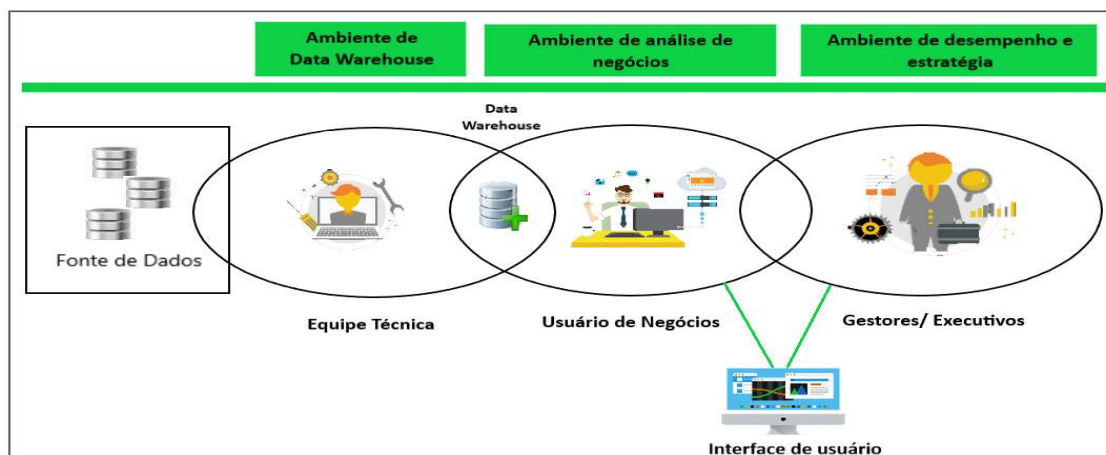 Ambiente de
Data Warehouse
Ambiente de análise de
negócios
Ambiente de desempenho e
estratégia
Data
Warehouse
Fonte de Dados
Equipe Técnica
Usuário de Negócios
Gestores/ Executivos
Interface de usuário